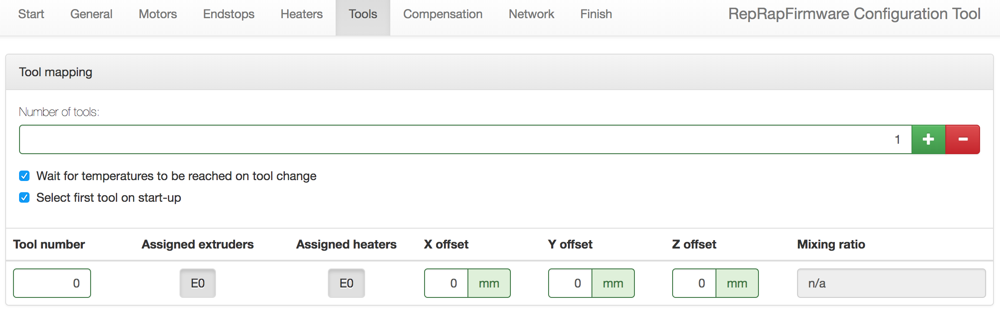 Start General Motors Endstops Heaters Tools Compensation Network Finish RepRapFirmware Configuration Tool
Tool mapping
Number of tools:
1
Wait for temperatures to be reached on tool change
Select first tool on start-up
Tool number Assigned extruders Assigned heaters X offset Y offset Z offset Mixing ratio
0 E0 E0 0 mm 0 mm 0 mm n/a